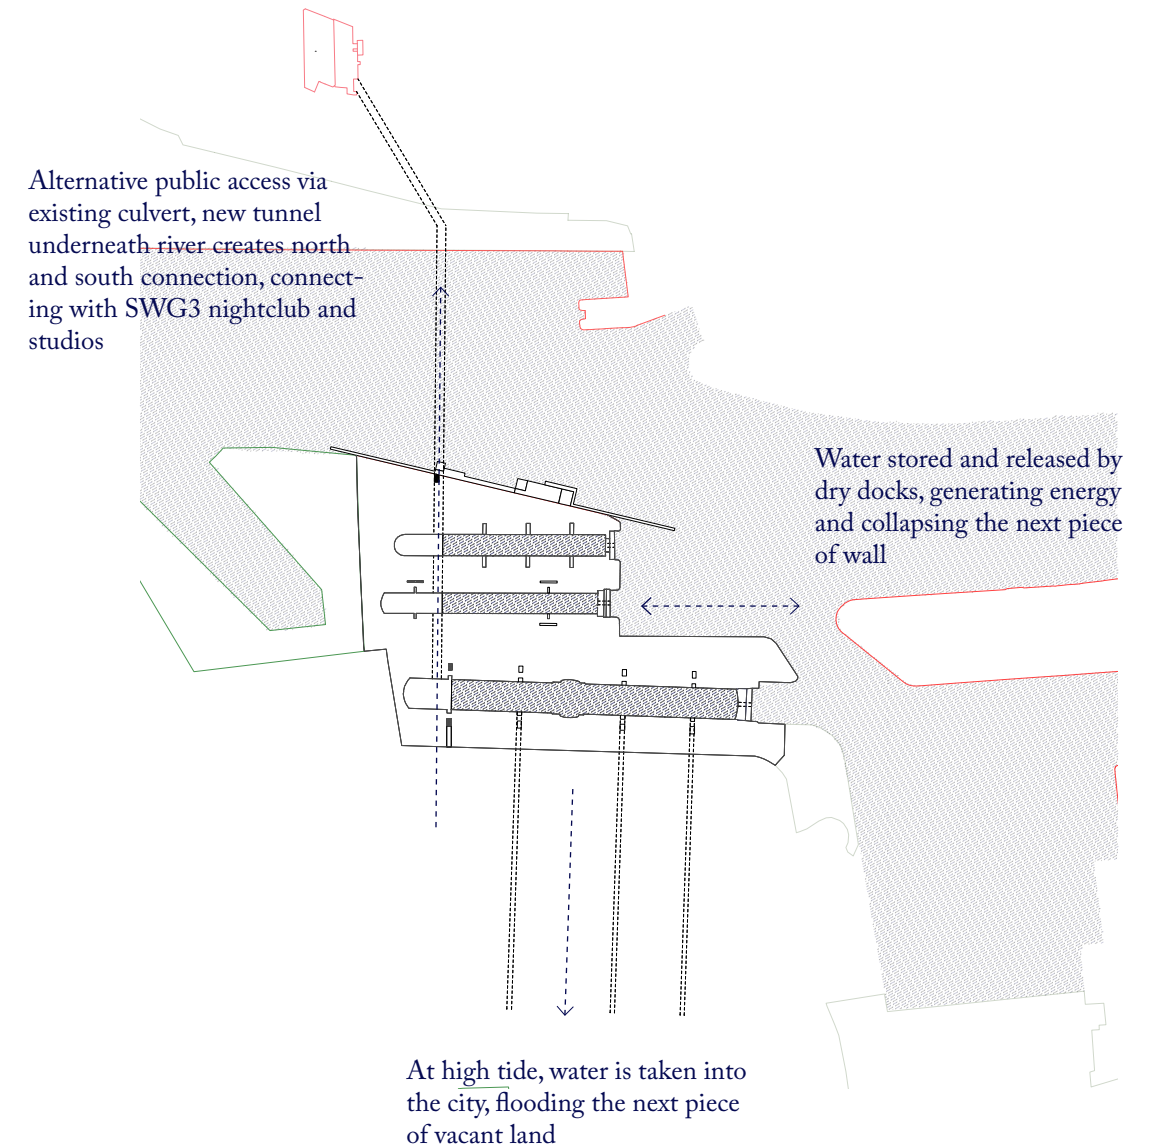 Alternative public access via
existing culvert, new tunnel
underneath river creates north
and south connection, connect-
ing with SWG3 nightclub and
studios
Water stored and released by
dry docks, generating energy
and collapsing the next piece
of wall
At high tide, water is taken into
the city, flooding the next piece
of vacant land